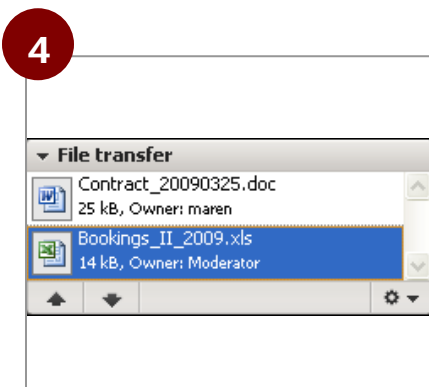 4
File transfer
Contract_20090325.doc
25 kB, Owner: maren
Bookings_II_2009.xls
14 kB, Owner: Moderator